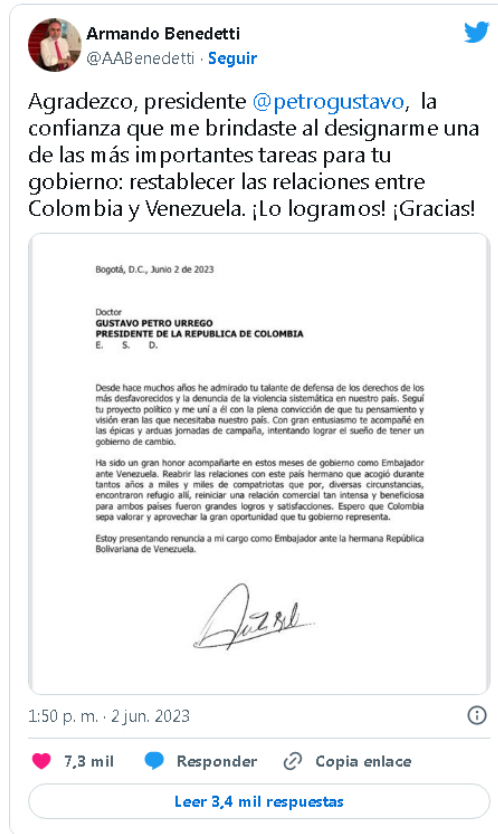 Armando Benedetti
@AABenedetti · Seguir
Agradezco, presidente @petrogustavo, la
confianza que me brindaste al designarme una
de las más importantes tareas para tu
gobierno: restablecer las relaciones entre
Colombia y Venezuela. ¡Lo logramos! ¡Gracias!
Bogotá, D.C., Junio 2 de 2023
Doctor
GUSTAVO PETRO URREGO
PRESIDENTE DE LA REPUBLICA DE COLOMBIA
E. S. D.
Desde hace muchos años he admirado tu talante de defensa de los derechos de los
más desfavorecidos y la denuncia de la violencia sistemática en nuestro país. Seguí
tu proyecto político y me uní a él con la plena convicción de que tu pensamiento y
visión eran las que necesitaba nuestro país. Con gran entusiasmo te acompañé en
las épicas y arduas jornadas de campaña, intentando lograr el sueño de tener un
gobierno de cambio.
Ha sido un gran honor acompañarte en estos meses de gobierno como Embajador
ante Venezuela. Reabrir las relaciones con este país hermano que acogió durante
tantos años a miles y miles de compatriotas que por, diversas circunstancias,
encontraron refugio allí, reiniciar una relación comercial tan intensa y beneficiosa
para ambos países fueron grandes logros y satisfacciones. Espero que Colombia
sepa valorar y aprovechar la gran oportunidad que tu gobierno representa.
Estoy presentando renuncia a mi cargo como Embajador ante la hermana República
Bolivariana de Venezuela.
1:50 p. m. · 2 jun. 2023
7,3 mil Responder Copia enlace
Leer 3,4 mil respuestas